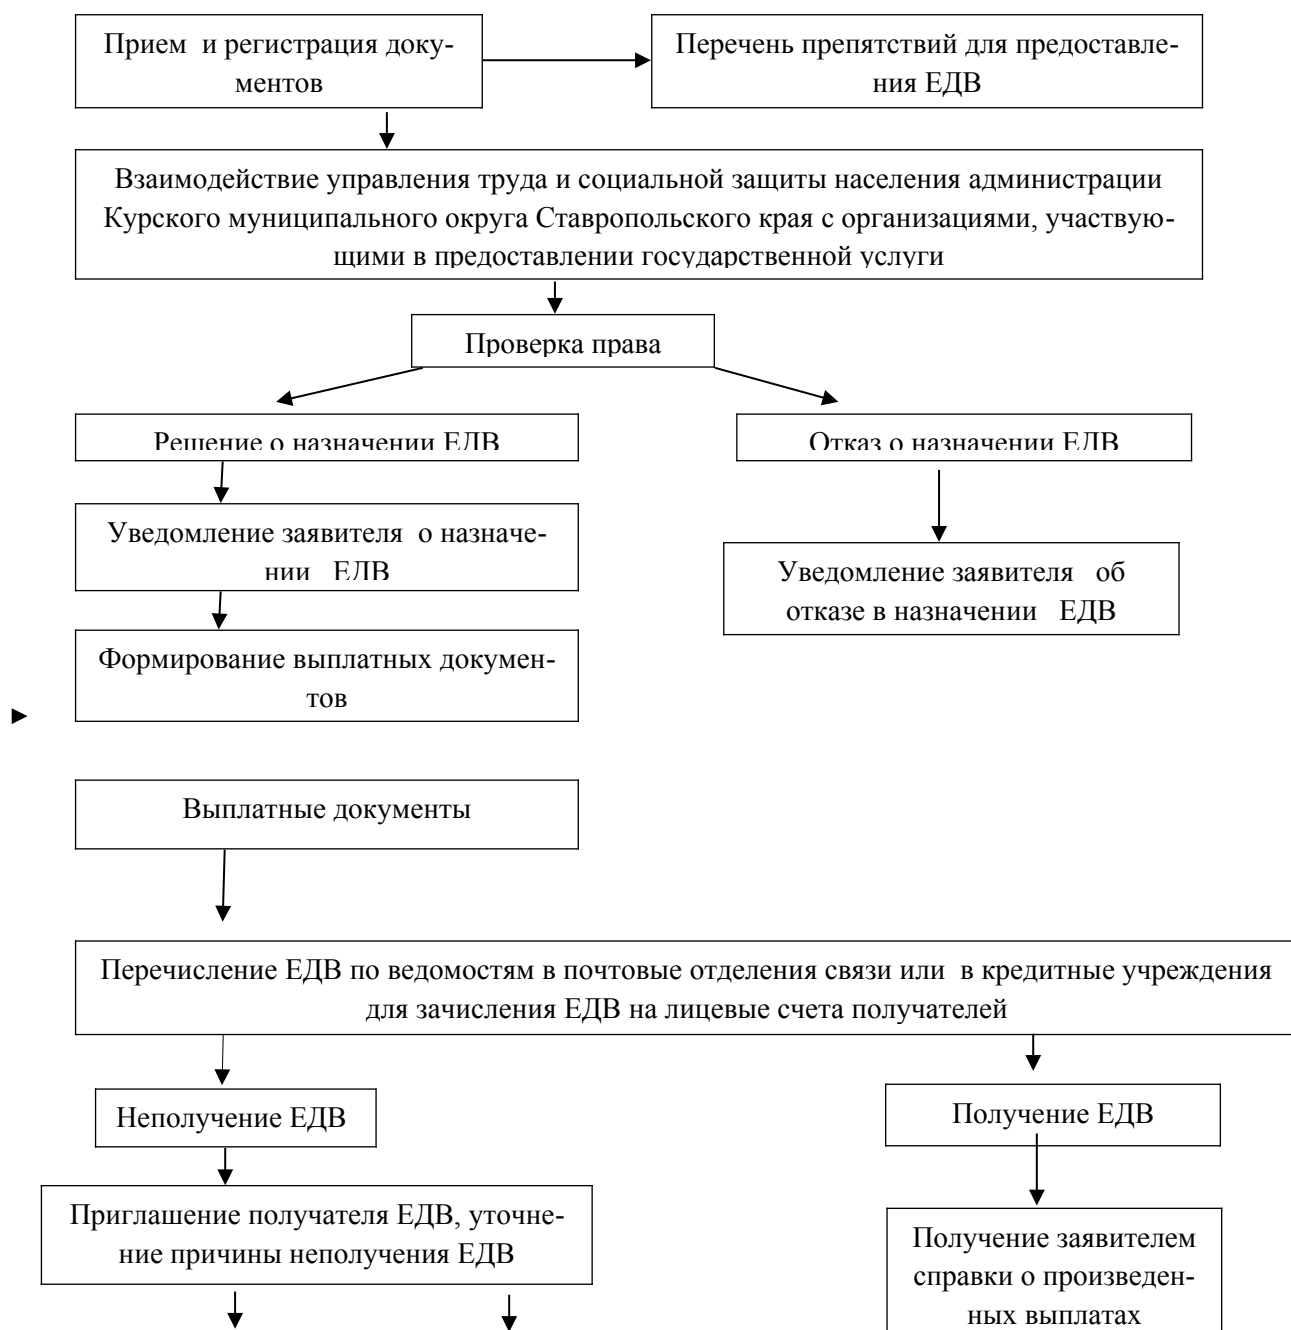 Прием и регистрация доку-
ментов
Перечень препятствий для предоставле-
ния ЕДВ
Взаимодействие управления труда и социальной защиты населения администрации
Курского муниципального округа Ставропольского края с организациями, участвую-
щими в предоставлении государственной услуги
Проверка права
Решение о назначении ЕДВ
Отказ о назначении ЕДВ
Уведомление заявителя о назначе-
нии ЕДВ
Уведомление заявителя об
отказе в назначении ЕДВ
Формирование выплатных докумен-
тов
Выплатные документы
Перечисление ЕДВ по ведомостям в почтовые отделения связи или в кредитные учреждения
для зачисления ЕДВ на лицевые счета получателей
Неполучение ЕДВ
Получение ЕДВ
Приглашение получателя ЕДВ, уточне-
ние причины неполучения ЕДВ
Получение заявителем
справки о произведен-
ных выплатах